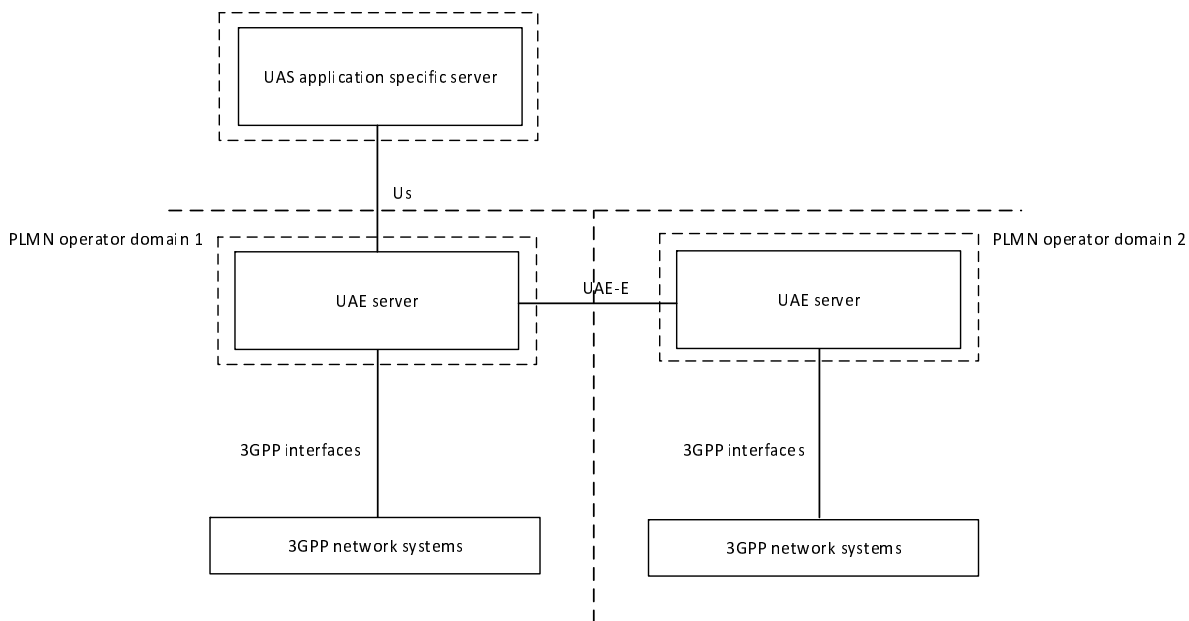 UAS application specific server
Us
PLMN operator domain 1
PLMN operator domain 2
UAE server
UAE-E
UAE server
3GPP interfaces
3GPP interfaces
3GPP network systems
3GPP network systems